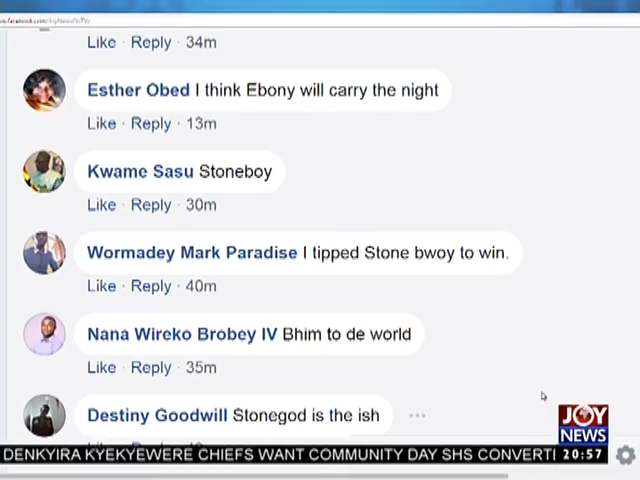 Like · Reply · 34m
Esther Obed I think Ebony will carry the night
Like · Reply · 13m
Kwame Sasu Stoneboy
Like · Reply · 30m
Wormadey Mark Paradise I tipped Stone bwoy to win.
Like · Reply · 40m
Nana Wireko Brobey IV Bhim to de world
Like · Reply · 35m
Destiny Goodwill Stonegod is the ish
JOY
NEWS
DENKYIRA KYEKYEWERE CHIEFS WANT COMMUNITY DAY SHS CONVERTI
20:57